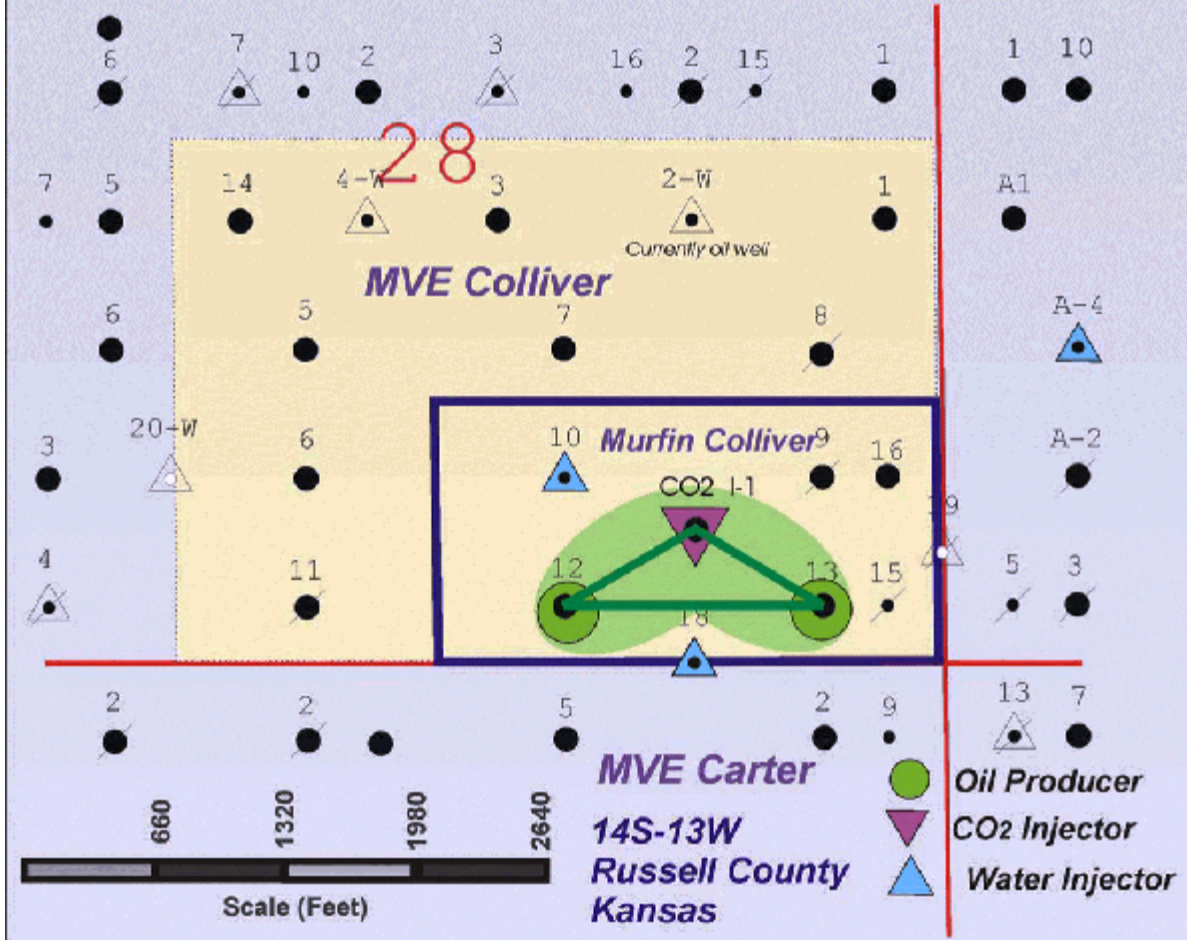 6 7 10 2 3 16 2 15 1 1 10
28
7 5 14 4-W 3 2-W 1 A1
Currently oil well
MVE Colliver
6 5 7 8 A-4
3 20-W 6 10 Murfin Colliver 9 16 A-2
CO2 I-1
19
4 11 12 13 15 5 3
18
2 2 5 2 9 13 7
MVE Carter
Oil Producer
660 1320 1980 2640
14S-13W
CO2 Injector
Russell County
Water Injector
Scale (Feet)
Kansas